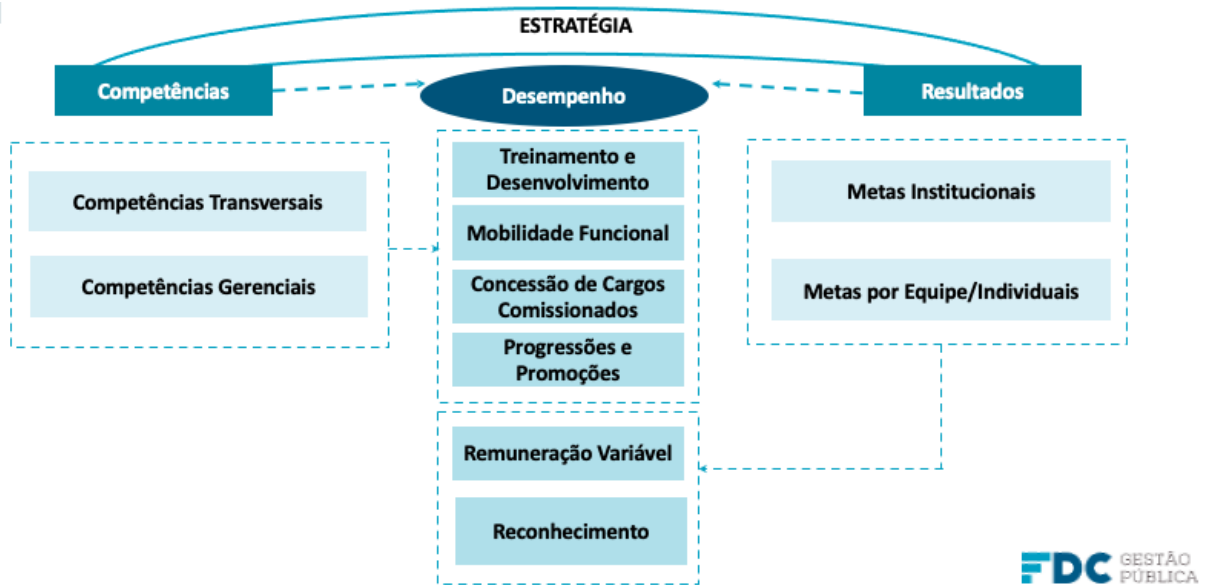 ESTRATÉGIA
Competências
Desempenho
Resultados
Competências Transversais
Competências Gerenciais
Treinamento e
Desenvolvimento
Mobilidade Funcional
Concessão de Cargos
Comissionados
Progressões e
Promoções
Remuneração Variável
Reconhecimento
Metas Institucionais
Metas por Equipe/Individuais
FDC GESTÃO
PÚBLICA